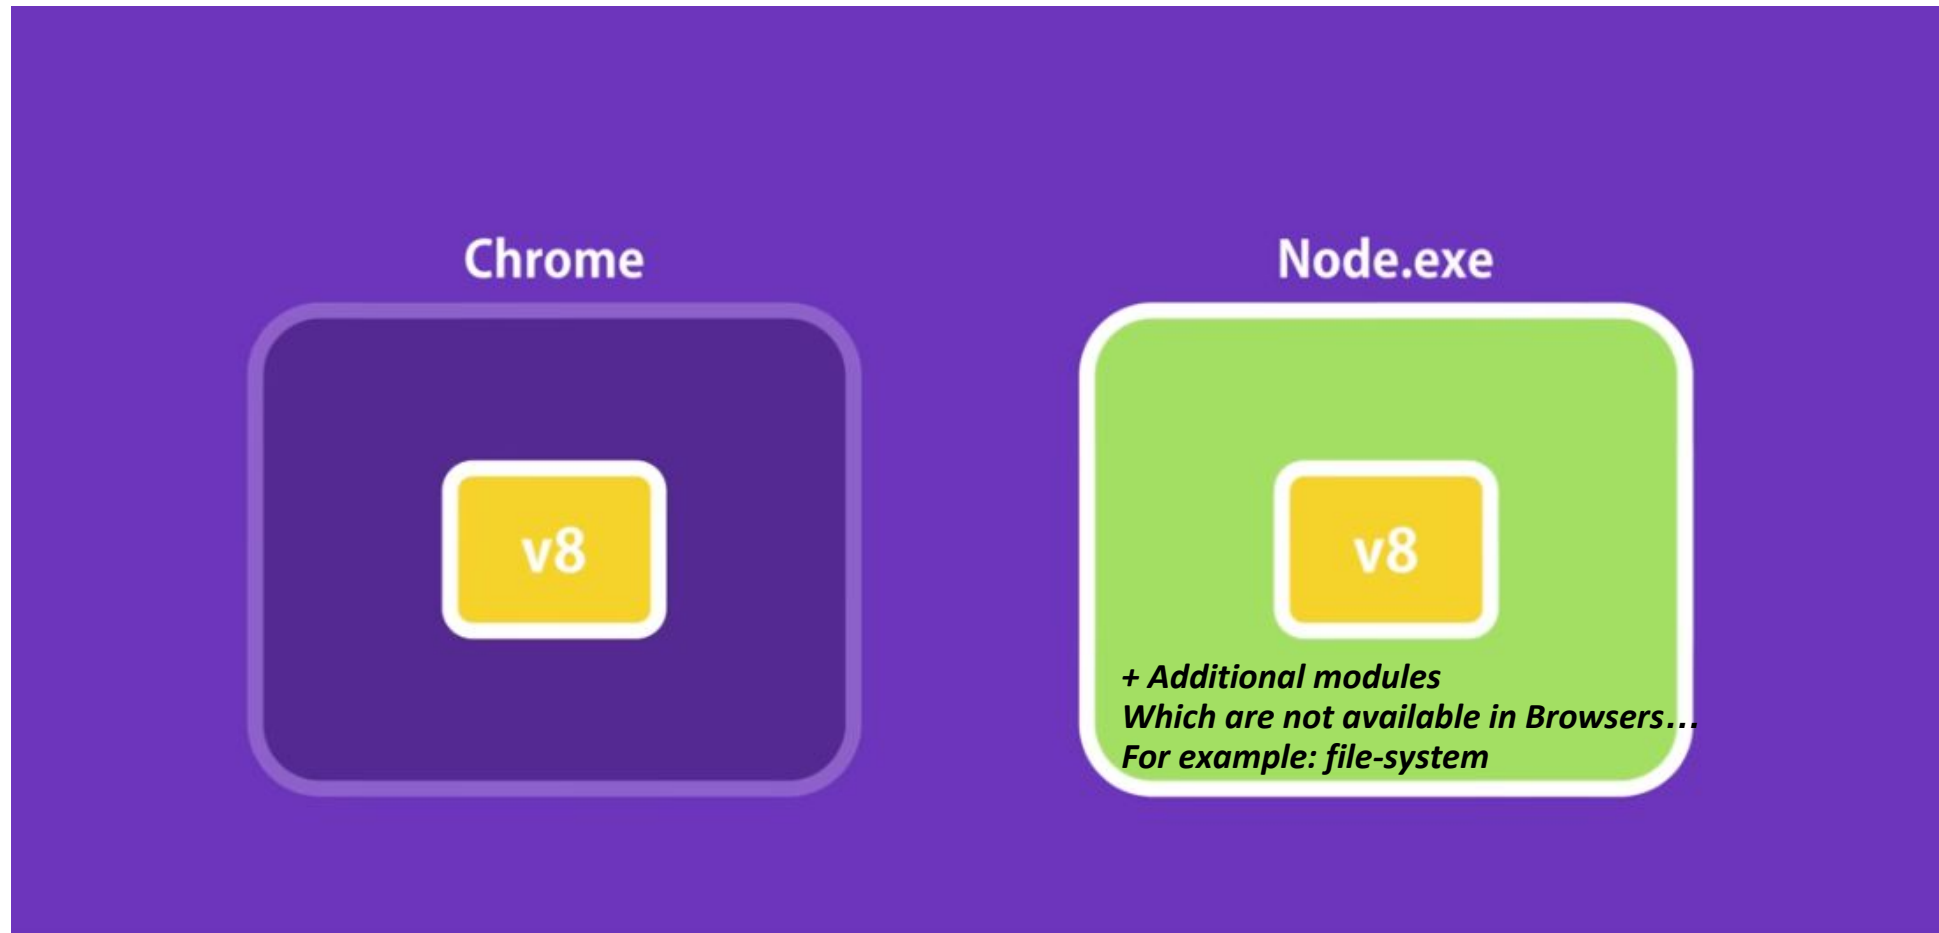 Chrome
Node.exe
v8
v8
+ Additional modules
Which are not available in Browsers...
For example: file-system